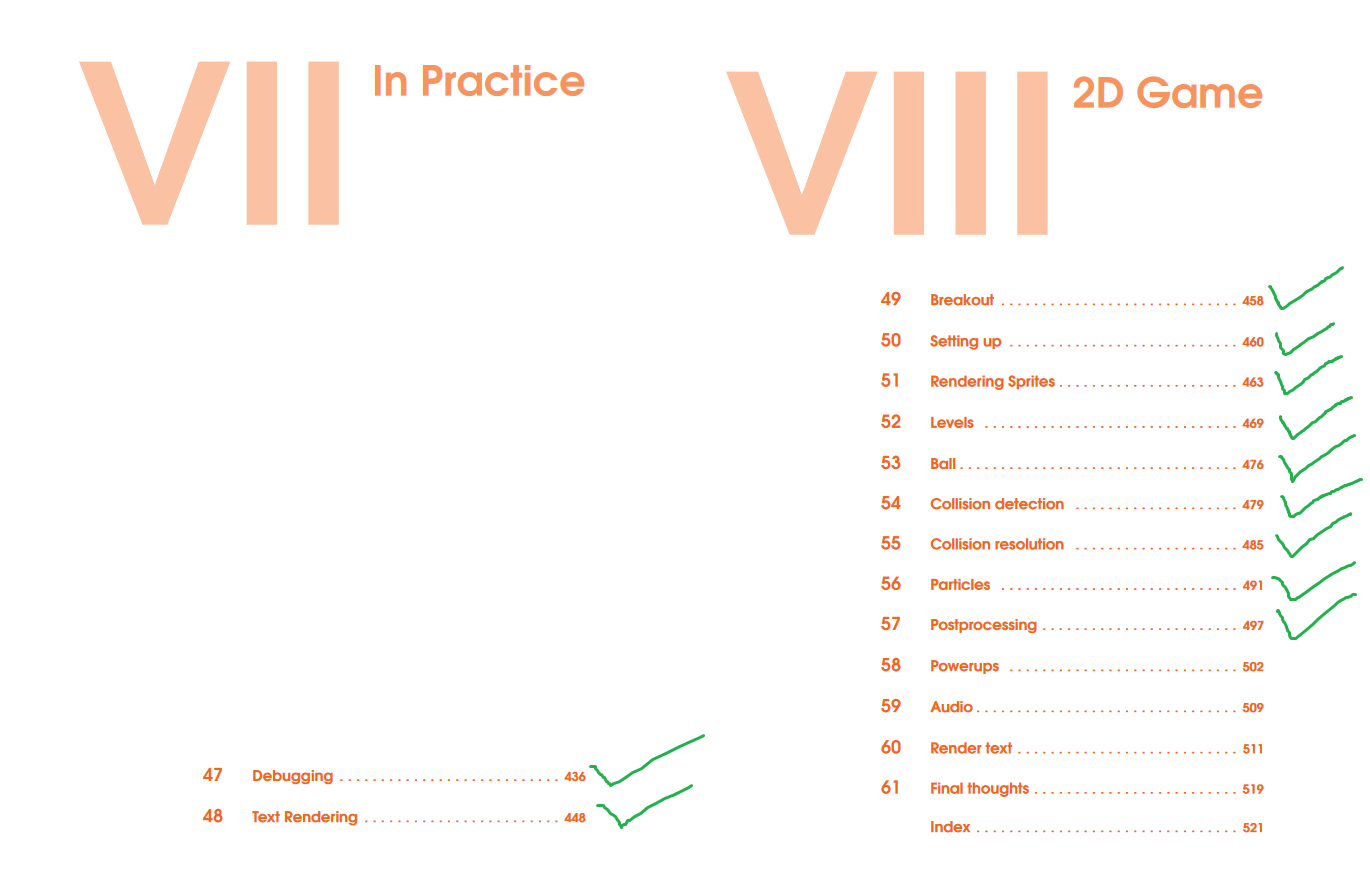 VII In Practice
47 Debugging . . . . . . . . . . . . . . . . . . . . . . . . . . . 436
48 Text Rendering . . . . . . . . . . . . . . . . . . . . . . . . 448
VIII 2D Game
49 Breakout . . . . . . . . . . . . . . . . . . . . . . . . . . . . . 458
50 Setting up . . . . . . . . . . . . . . . . . . . . . . . . . . . . 460
51 Rendering Sprites . . . . . . . . . . . . . . . . . . . . . . 463
52 Levels . . . . . . . . . . . . . . . . . . . . . . . . . . . . . . . 469
53 Ball . . . . . . . . . . . . . . . . . . . . . . . . . . . . . . . . . . 476
54 Collision detection . . . . . . . . . . . . . . . . . . . . 479
55 Collision resolution . . . . . . . . . . . . . . . . . . . . 485
56 Particles . . . . . . . . . . . . . . . . . . . . . . . . . . . . . 491
57 Postprocessing . . . . . . . . . . . . . . . . . . . . . . . . 497
58 Powerups . . . . . . . . . . . . . . . . . . . . . . . . . . . . 502
59 Audio . . . . . . . . . . . . . . . . . . . . . . . . . . . . . . . . 509
60 Render text . . . . . . . . . . . . . . . . . . . . . . . . . . . 511
61 Final thoughts . . . . . . . . . . . . . . . . . . . . . . . . . 519
Index . . . . . . . . . . . . . . . . . . . . . . . . . . . . . . . . 521